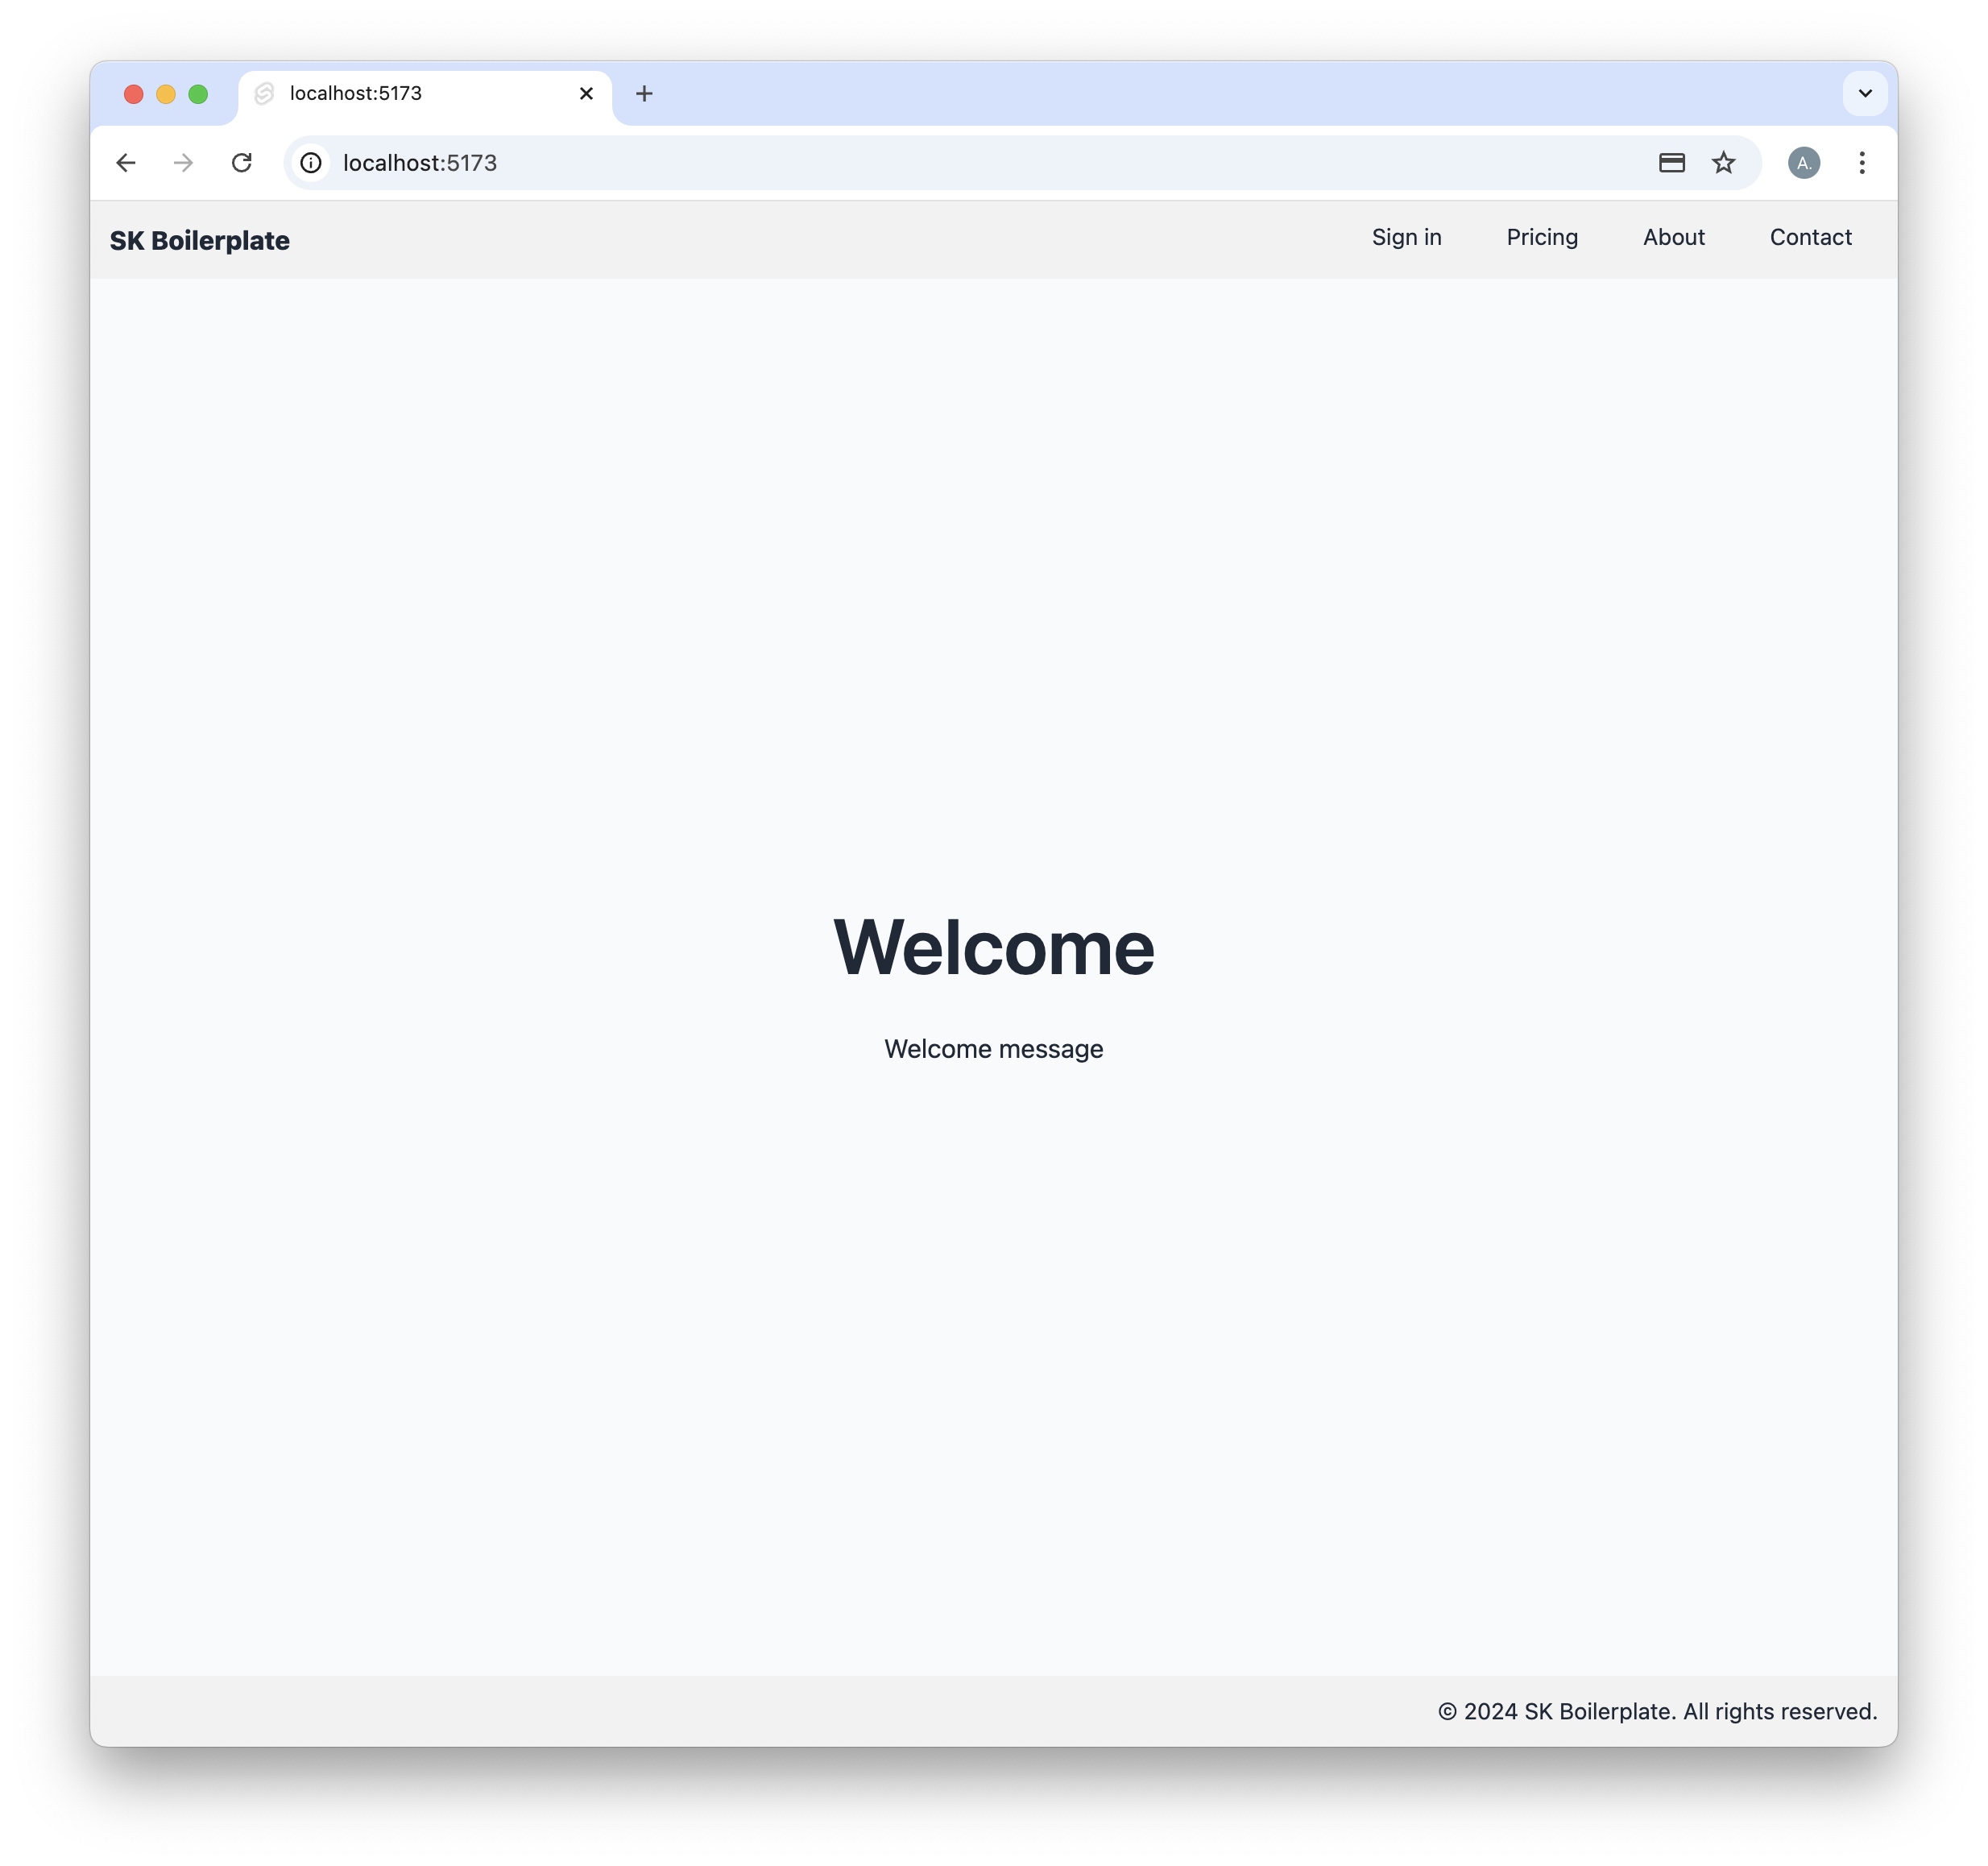 localhost:5173
localhost:5173
A.
SK Boilerplate
Sign in Pricing About Contact
Welcome
Welcome message
© 2024 SK Boilerplate. All rights reserved.